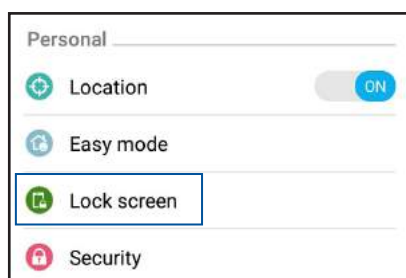 Personal
Location
ON
Easy mode
Lock screen
Security